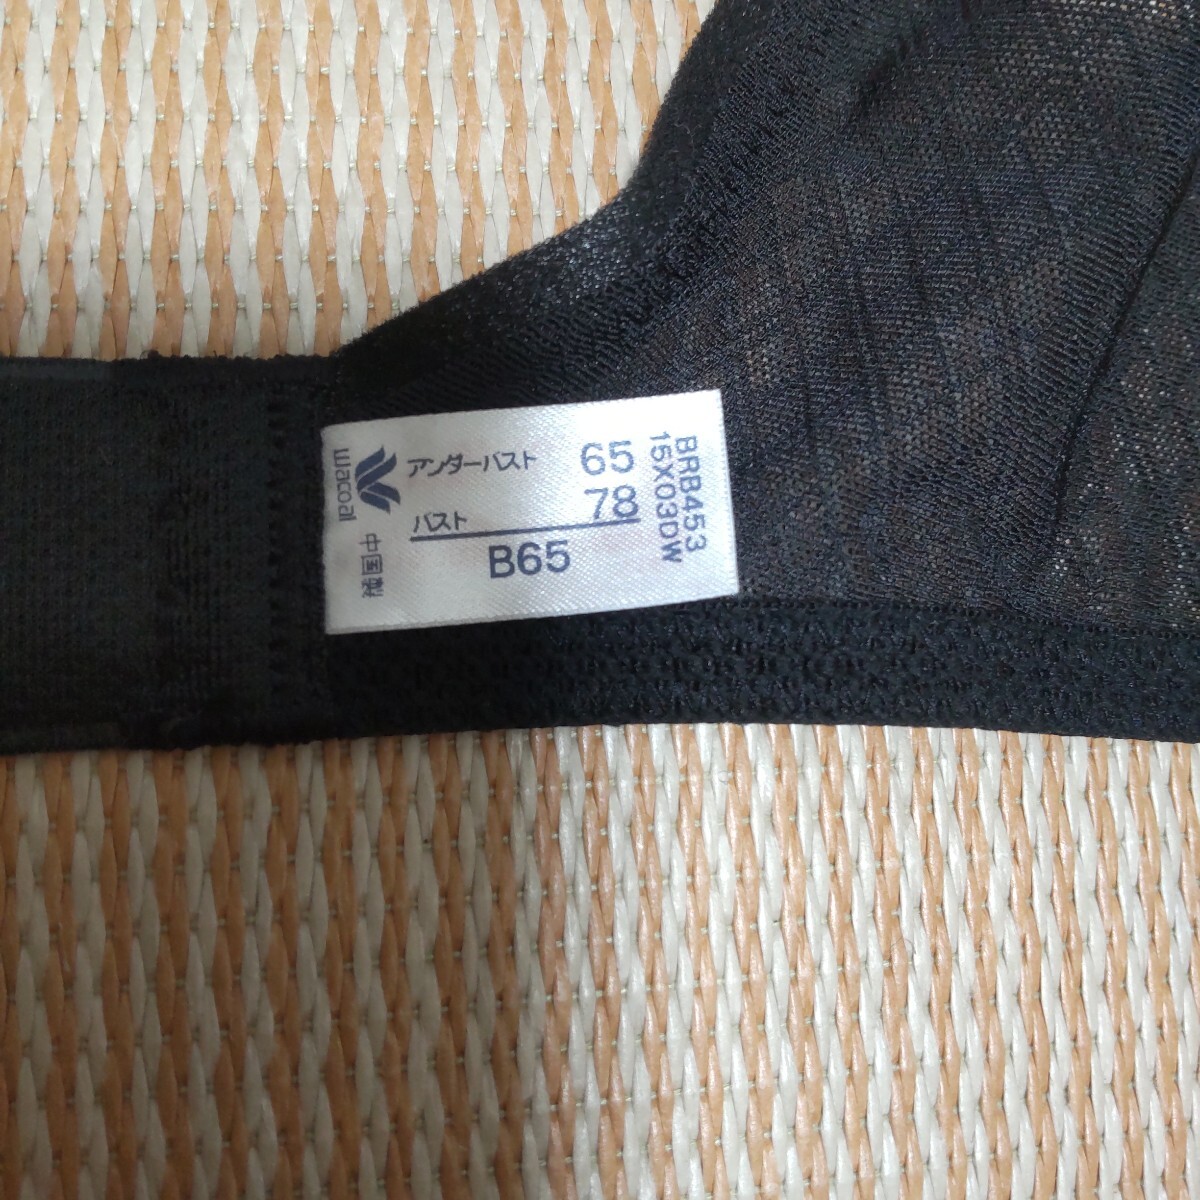 アンダーバスト 65
バスト 78
B65
Wacoal 中国製
BRB453
15X03DW